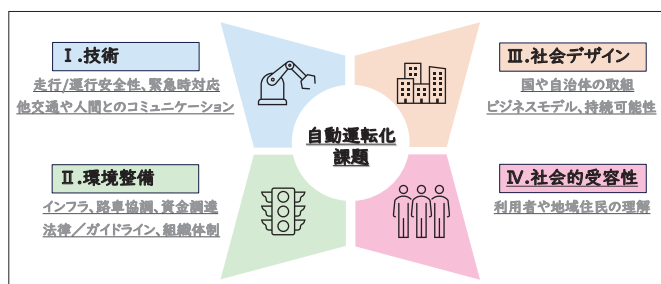 Ⅰ.技術
走行/運行安全性、緊急時対応
他交通や人間とのコミュニケーション
Ⅲ.社会デザイン
国や自治体の取組
ビジネスモデル、持続可能性
自動運転化
課題
Ⅱ.環境整備
インフラ、路車協調、資金調達
法律/ガイドライン、組織体制
Ⅳ.社会的受容性
利用者や地域住民の理解